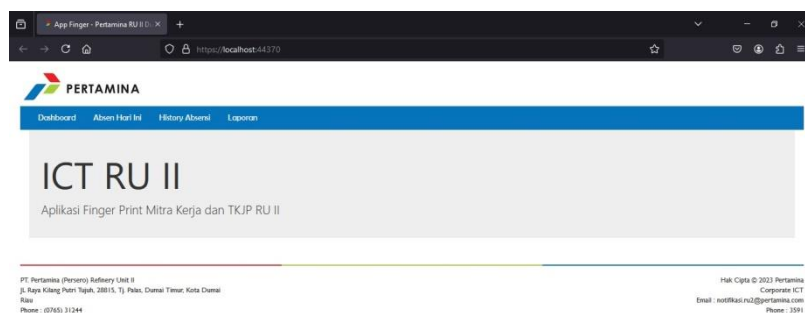 App Finger - Pertamina RU II D
https://localhost:44370
PERTAMINA
Dashboard Absen Hari Ini History Absensi Laporan
ICT RU II
Aplikasi Finger Print Mitra Kerja dan TKJP RU II
PT. Pertamina (Persero) Refinery Unit II
JL Raya Kilang Putri Tujuh, 28815, Tj. Palas, Dumai Timur, Kota Dumai
Riau
Phone : (0765) 31244
Hak Cipta © 2023 Pertamina
Corporate ICT
Email : notifikasi.ru2@pertamina.com
Phone : 3591